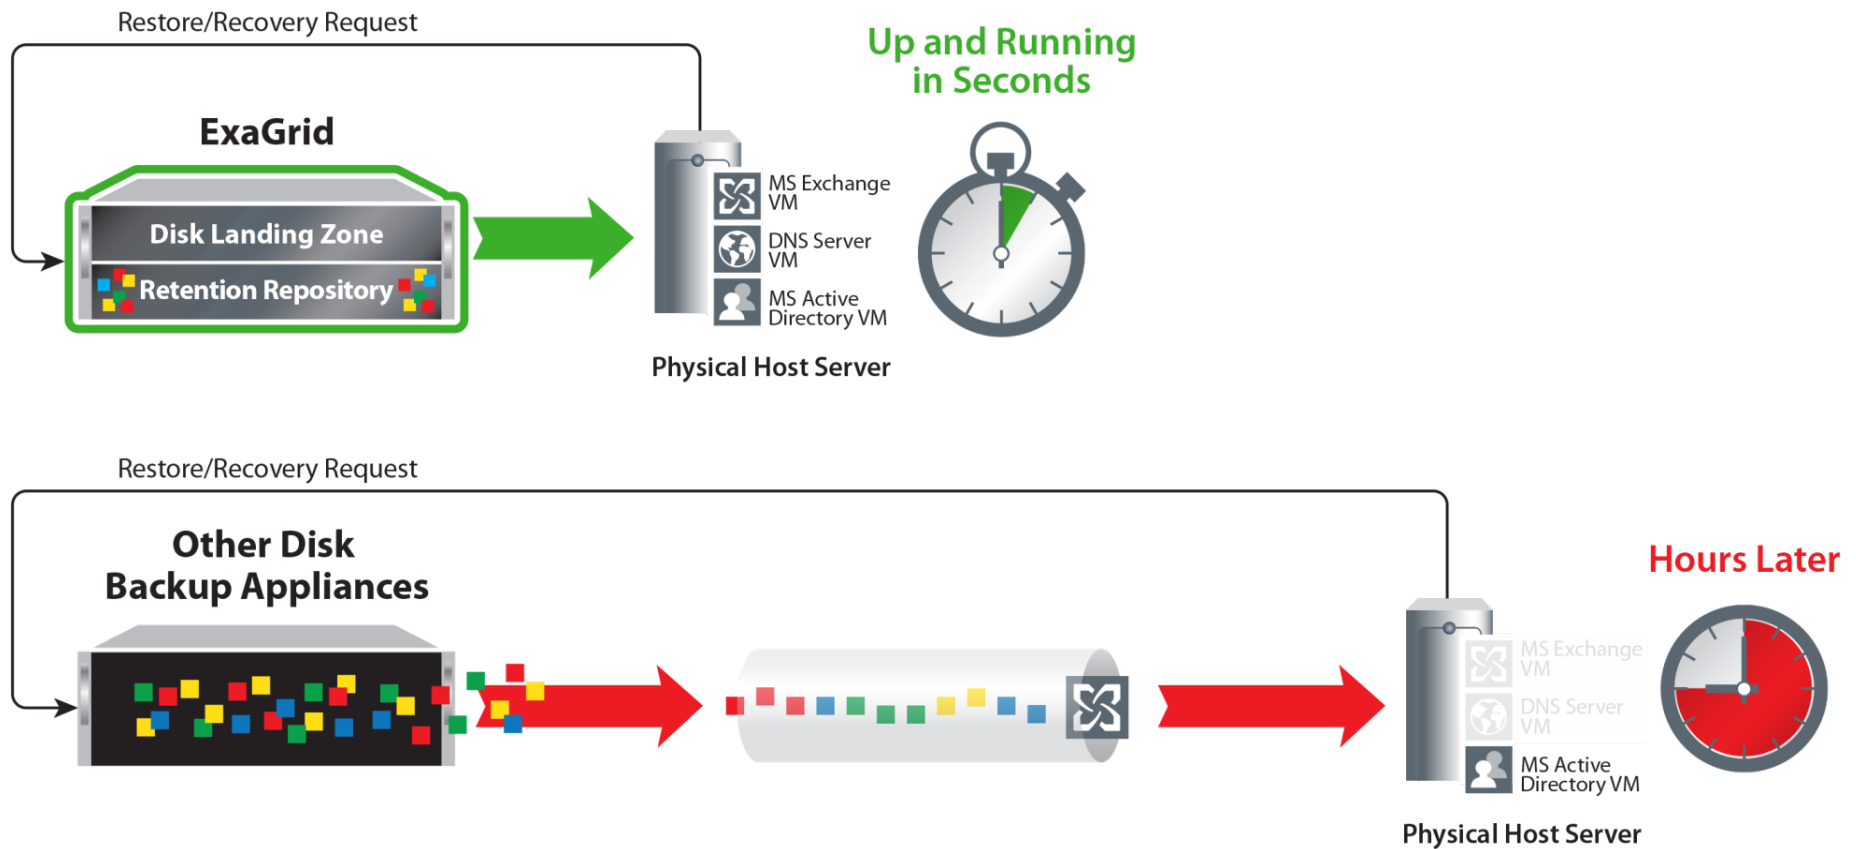 Restore/Recovery Request
Up and Running
in Seconds
ExaGrid
Disk Landing Zone
Retention Repository
MS Exchange
VM
DNS Server
VM
MS Active
Directory VM
Physical Host Server
Restore/Recovery Request
Other Disk
Backup Appliances
Hours Later
MS Exchange
VM
DNS Server
VM
MS Active
Directory VM
Physical Host Server